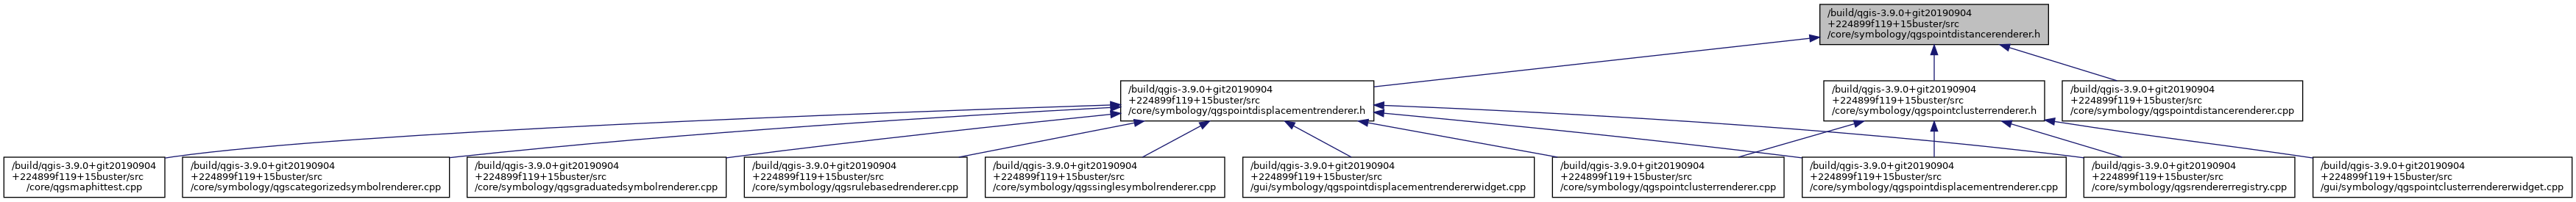 /build/qgis-3.9.0+git20190904
+224899f119+15buster/src
/core/symbology/qgspointdistancerenderer.h
/build/qgis-3.9.0+git20190904
+224899f119+15buster/src
/core/symbology/qgspointdisplacementrenderer.h
/build/qgis-3.9.0+git20190904
+224899f119+15buster/src
/core/symbology/qgspointclusterrenderer.h
/build/qgis-3.9.0+git20190904
+224899f119+15buster/src
/core/symbology/qgspointdistancerenderer.cpp
/build/qgis-3.9.0+git20190904
+224899f119+15buster/src
/core/qgsmaphittest.cpp
/build/qgis-3.9.0+git20190904
+224899f119+15buster/src
/core/symbology/qgscategorizedsymbolrenderer.cpp
/build/qgis-3.9.0+git20190904
+224899f119+15buster/src
/core/symbology/qgsgraduatedsymbolrenderer.cpp
/build/qgis-3.9.0+git20190904
+224899f119+15buster/src
/core/symbology/qgsrulebasedrenderer.cpp
/build/qgis-3.9.0+git20190904
+224899f119+15buster/src
/core/symbology/qgssinglesymbolrenderer.cpp
/build/qgis-3.9.0+git20190904
+224899f119+15buster/src
/gui/symbology/qgspointdisplacementrendererwidget.cpp
/build/qgis-3.9.0+git20190904
+224899f119+15buster/src
/core/symbology/qgspointclusterrenderer.cpp
/build/qgis-3.9.0+git20190904
+224899f119+15buster/src
/core/symbology/qgspointdisplacementrenderer.cpp
/build/qgis-3.9.0+git20190904
+224899f119+15buster/src
/core/symbology/qgsrendererregistry.cpp
/build/qgis-3.9.0+git20190904
+224899f119+15buster/src
/gui/symbology/qgspointclusterrendererwidget.cpp